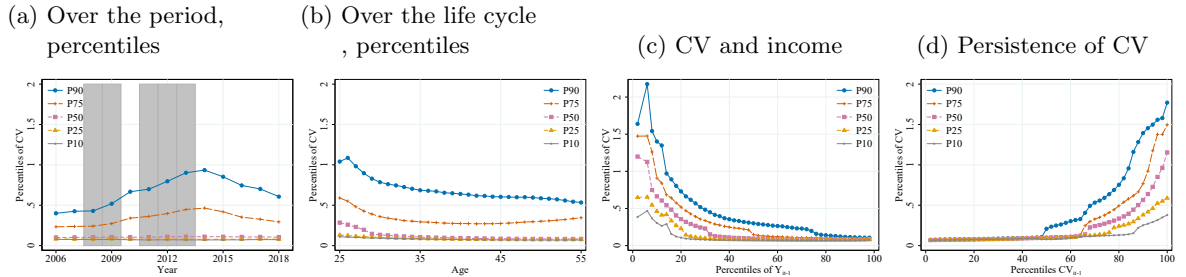 (a) Over the period,
percentiles
(b) Over the life cycle
, percentiles
(c) CV and income
(d) Persistence of CV
Percentiles of CV
2
1.5
1
.5
0
P90
P75
P50
P25
P10
2006
2009
2012
2015
2018
Year
Percentiles of CV
2
1.5
1
.5
0
P90
P75
P50
P25
P10
25
35
45
55
Age
Percentiles of CV
2
1.5
1
.5
0
P90
P75
P50
P25
P10
0
20
40
60
80
100
Percentiles of Y_it-1
Percentiles of CV
2
1.5
1
.5
0
P90
P75
P50
P25
P10
0
20
40
60
80
100
Percentiles CV_it-1